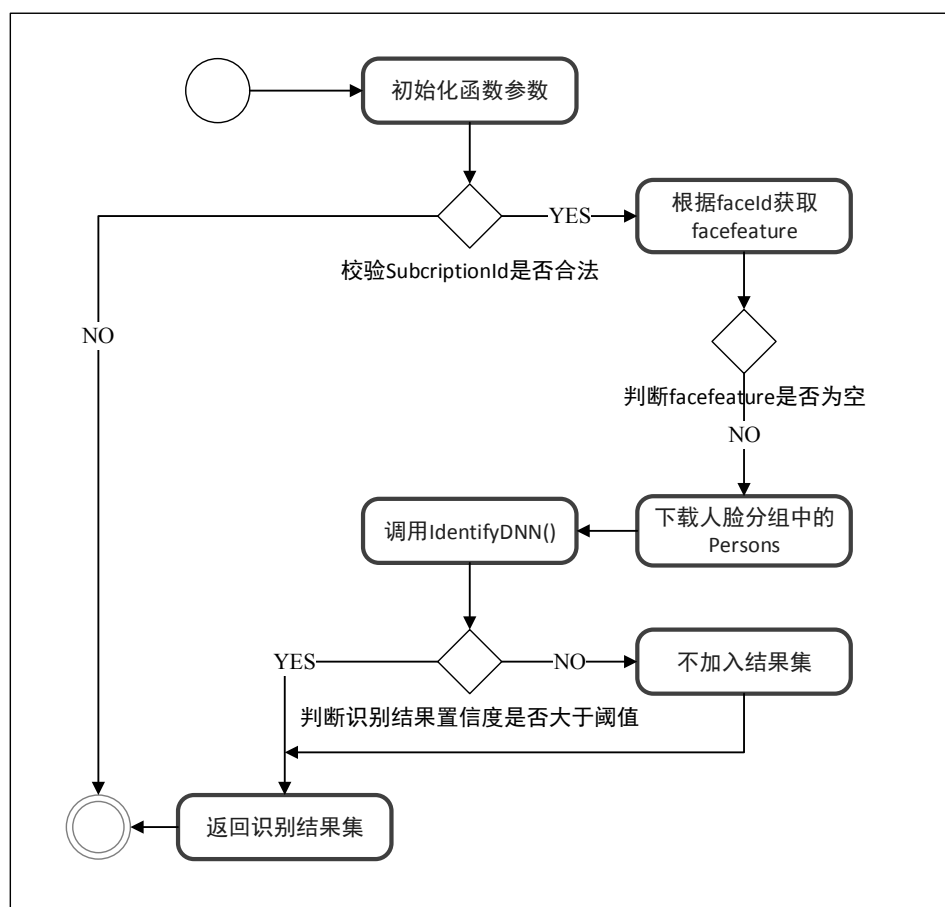 初始化函数参数
YES
根据faceId获取
facefeature
校验SubcriptionId是否合法
NO
判断facefeature是否为空
NO
调用IdentifyDNN()
下载人脸分组中的
Persons
YES
NO
不加入结果集
判断识别结果置信度是否大于阈值
返回识别结果集